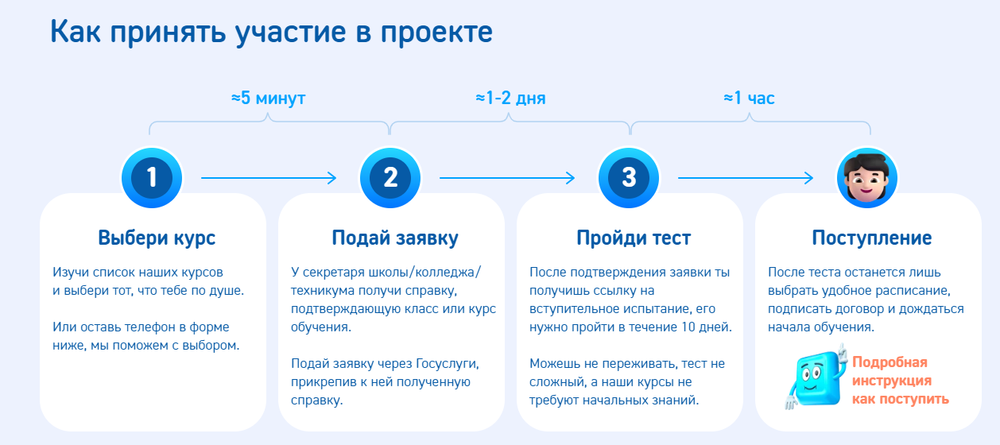 Как принять участие в проекте
≈5 минут
≈1-2 дня
≈1 час
1
2
3
Выбери курс
Изучи список наших курсов
и выбери тот, что тебе по душе.
Или оставь телефон в форме
ниже, мы поможем с выбором.
Подай заявку
У секретаря школы/колледжа/
техникума получи справку,
подтверждающую класс или курс
обучения.
Подай заявку через Госуслуги,
прикрепив к ней полученную
справку.
Пройди тест
После подтверждения заявки ты
получишь ссылку на
вступительное испытание, его
нужно пройти в течение 10 дней.
Можешь не переживать, тест не
сложный, а наши курсы не
требуют начальных знаний.
Поступление
После теста останется лишь
выбрать удобное расписание,
подписать договор и дождаться
начала обучения.
Подробная
инструкция
как поступить